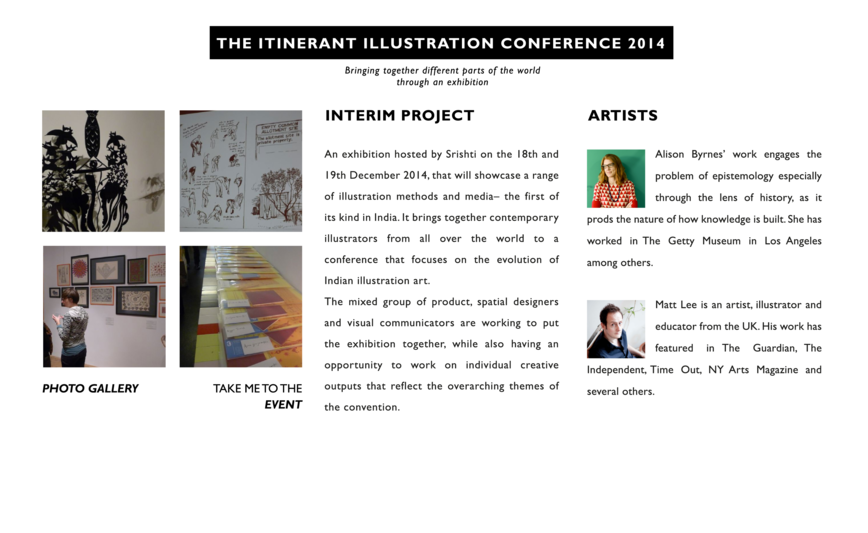 THE ITINERANT ILLUSTRATION CONFERENCE 2014
Bringing together different parts of the world
through an exhibition
PHOTO GALLERY
TAKE ME TO THE
EVENT
INTERIM PROJECT
An exhibition hosted by Srishti on the 18th and
19th December 2014, that will showcase a range
of illustration methods and media– the first of
its kind in India. It brings together contemporary
illustrators from all over the world to a
conference that focuses on the evolution of
Indian illustration art.
The mixed group of product, spatial designers
and visual communicators are working to put
the exhibition together, while also having an
opportunity to work on individual creative
outputs that reflect the overarching themes of
the convention.
ARTISTS
Alison Byrnes’ work engages the
problem of epistemology especially
through the lens of history, as it
prods the nature of how knowledge is built. She has
worked in The Getty Museum in Los Angeles
among others.
Matt Lee is an artist, illustrator and
educator from the UK. His work has
featured in The Guardian, The
Independent, Time Out, NY Arts Magazine and
several others.